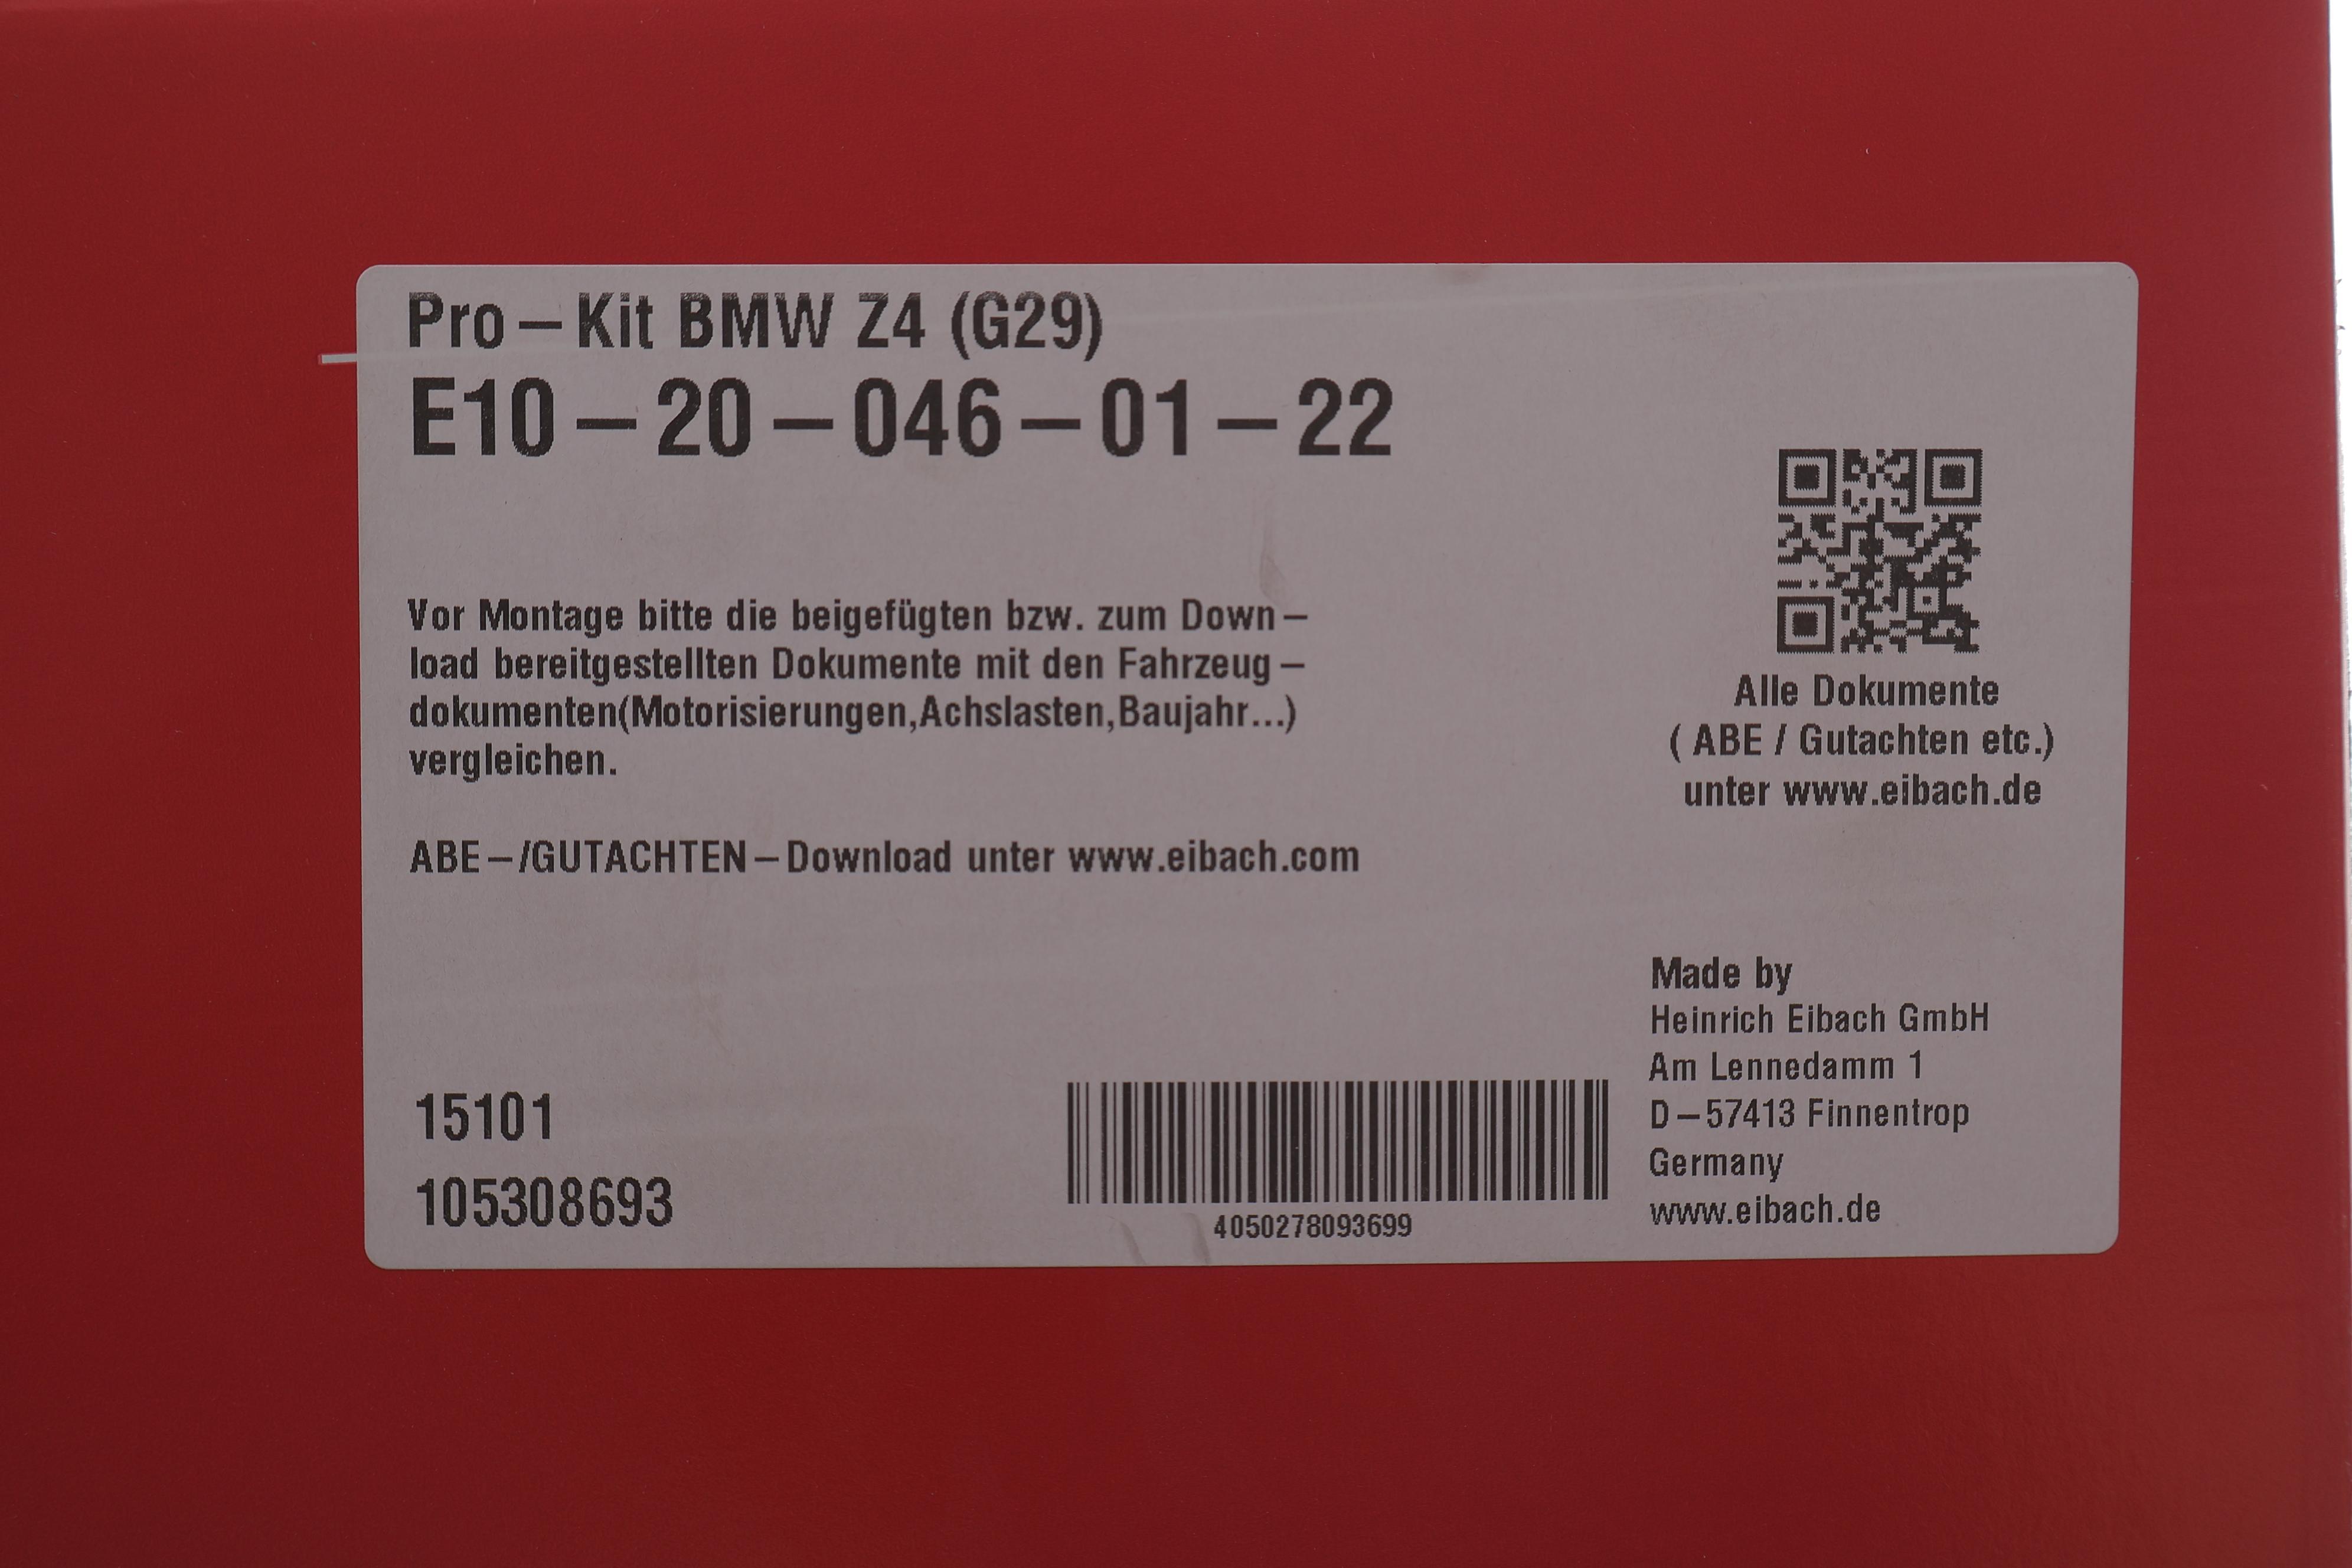 Pro-Kit BMW Z4 (G29)
E10-20-046-01-22
Vor Montage bitte die beigefügten bzw. zum Down-
load bereitgestellten Dokumente mit den Fahrzeug-
dokumenten(Motorisierungen,Achslasten,Baujahr...)
vergleichen.
ABE-/GUTACHTEN-Download unter www.eibach.com
Alle Dokumente
( ABE / Gutachten etc.)
unter www.eibach.de
15101
105308693
4050278093699
Made by
Heinrich Eibach GmbH
Am Lennedamm 1
D-57413 Finnentrop
Germany
www.eibach.de